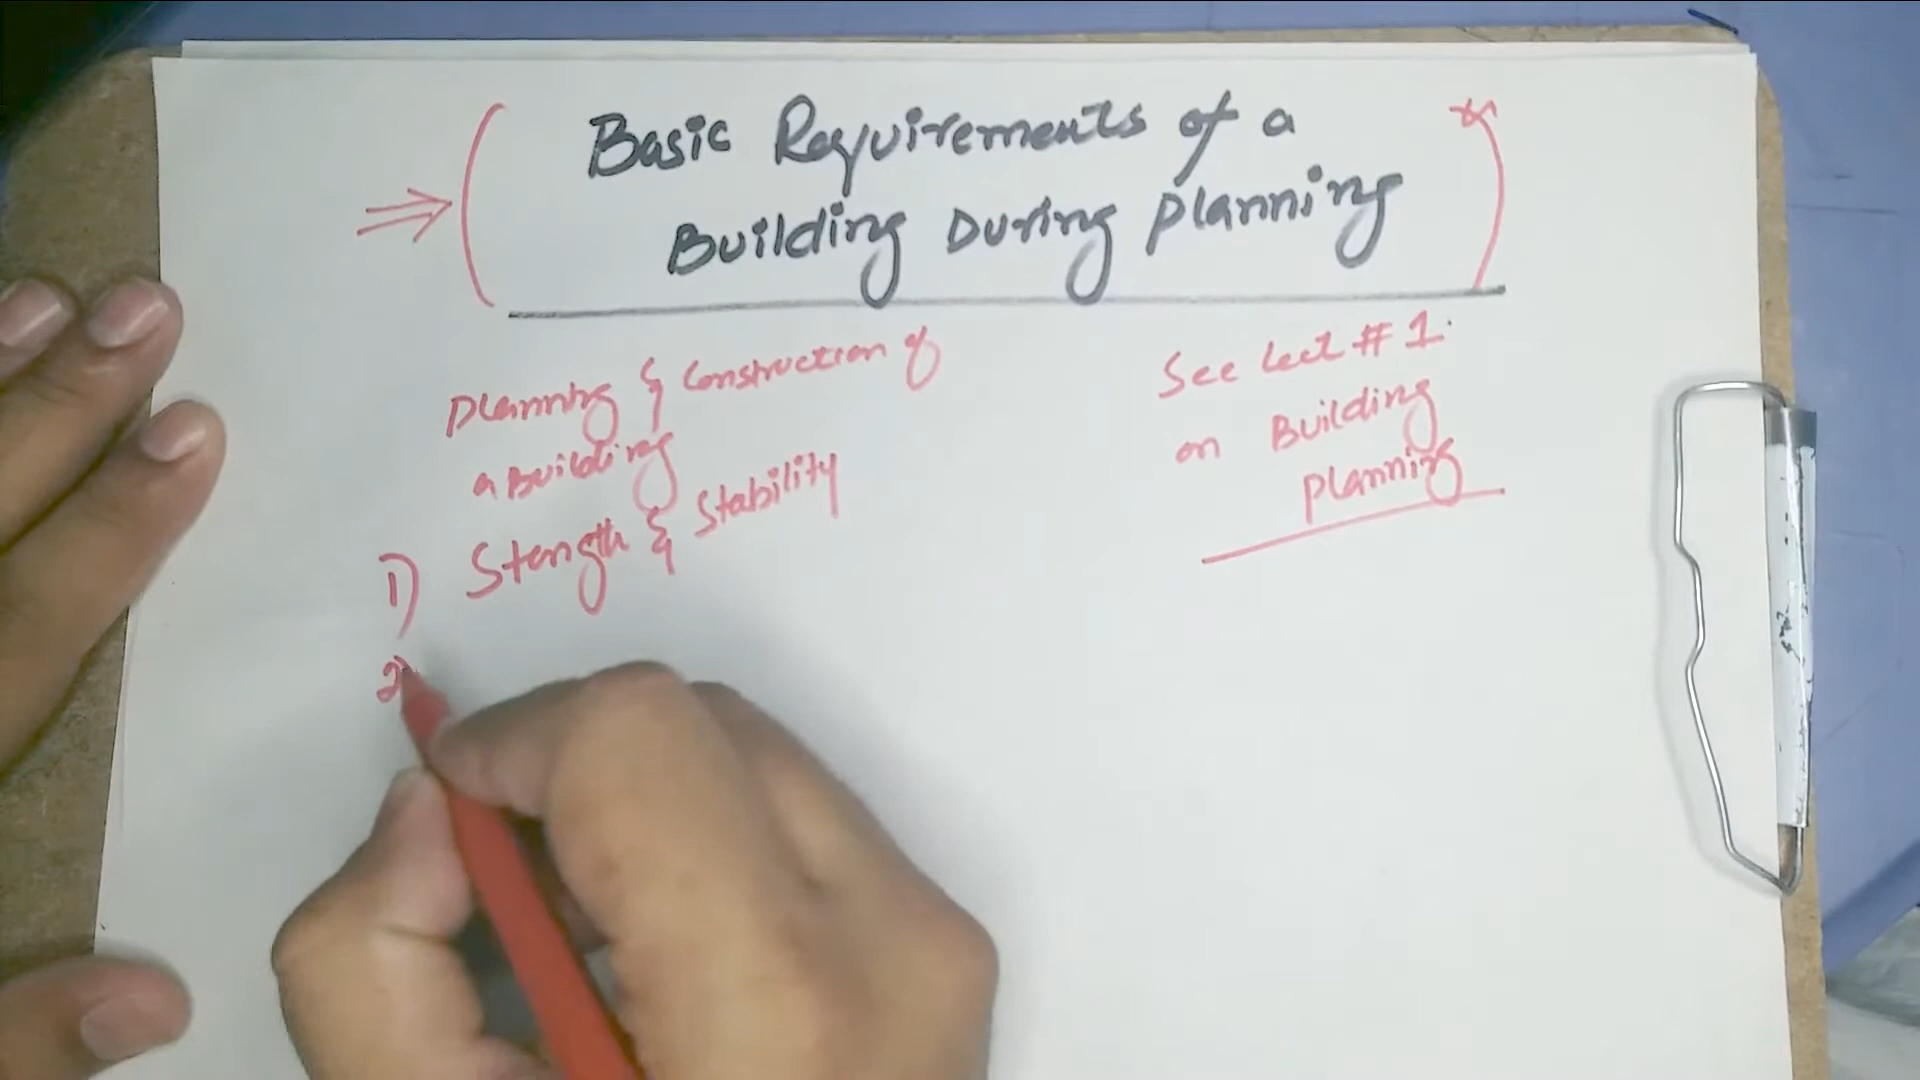 Basic Requirements of a
Building During Planning
Planning & Construction of
a Building
1) Stength & Stability
2)
See Lect # 1.
on Building
Planning